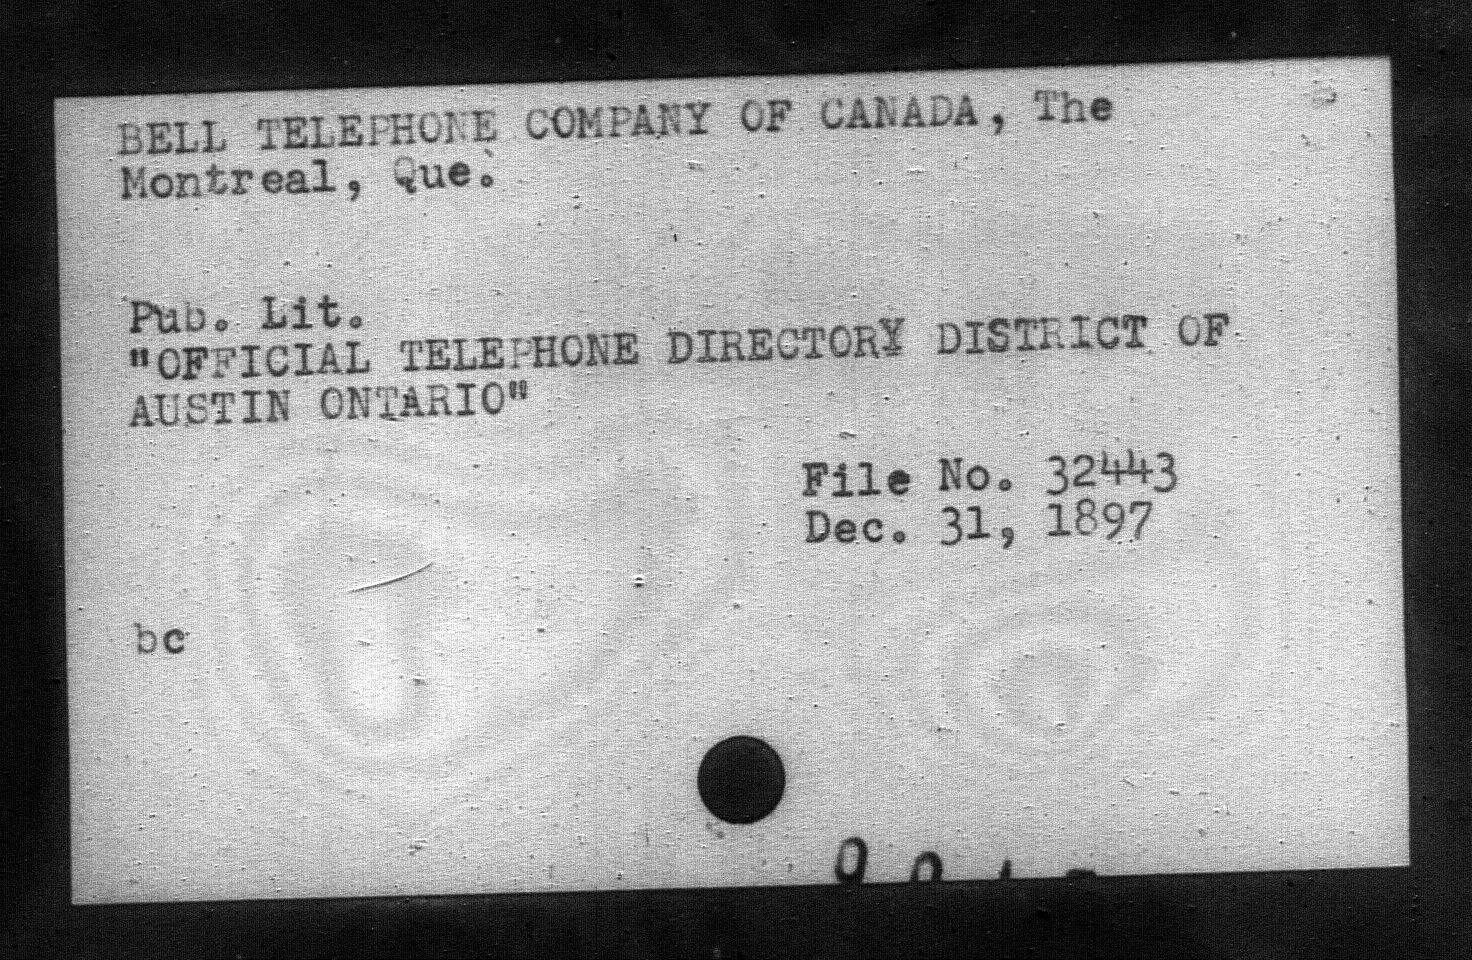 BELL TELEPHONE COMPANY OF CANADA, The
Montreal, Que.
Pub. Lit.
"OFFICIAL TELEPHONE DIRECTORY DISTRICT OF
AUSTIN ONTARIO"
File No. 32443
Dec. 31, 1897
bc